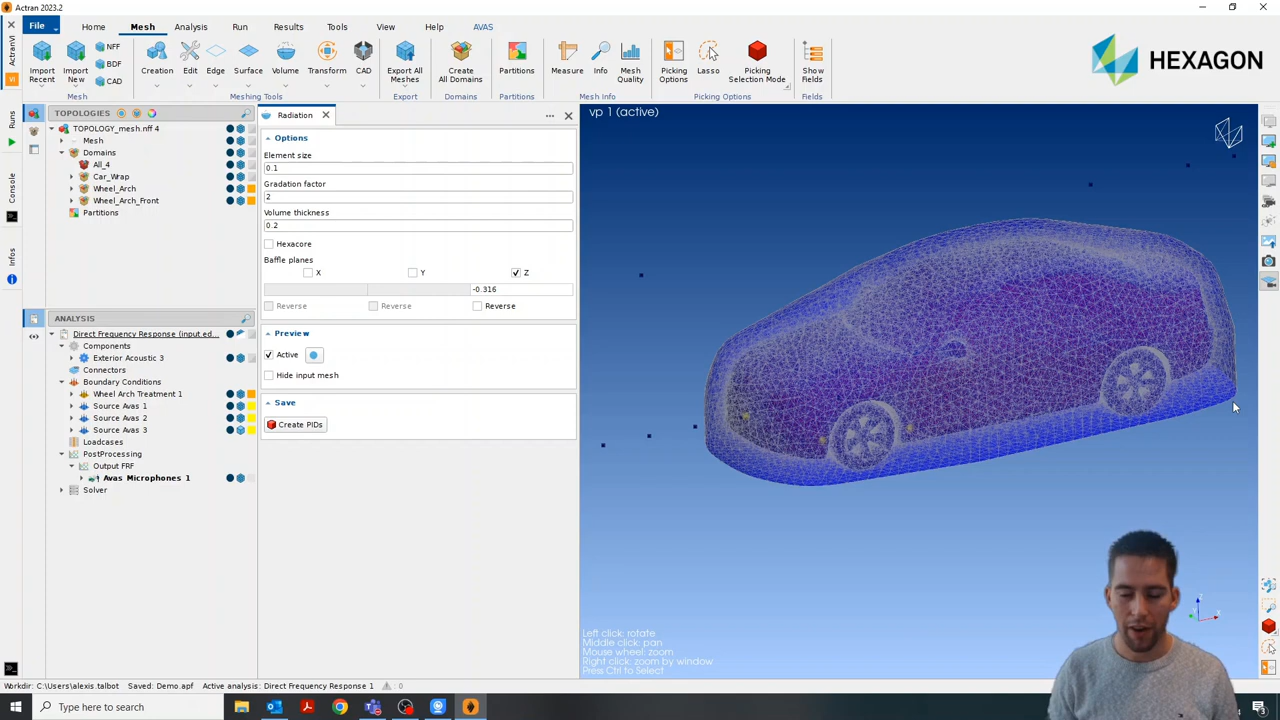 Actran 2023.2
File
Home
Mesh
Analysis
Run
Results
Tools
View
Help
AVAS
ActranVI
VI
Runs
Console
Infos
Import Recent
Import New
NFF
BDF
CAD
Creation
Edit
Edge
Surface
Volume
Transform
CAD
Export All Meshes
Create All Domains
Partitions
Measure
Info
Mesh Quality
Picking Options
Lasso
Picking Selection Mode
Show Fields
Mesh
Meshing Tools
Export
Domains
Partitions
Mesh Info
Picking Options
Fields
HEXAGON
TOPOLOGIES
TOPOLOGY_mesh.nff 4
Mesh
Domains
All_4
Car_Wrap
Wheel_Arch
Wheel_Arch_Front
Partitions
ANALYSIS
Direct Frequency Response (input ed...
Components
Exterior Acoustic 3
Connectors
Boundary Conditions
Wheel Arch Treatment 1
Source Avas 1
Source Avas 2
Source Avas 3
Loadcases
PostProcessing
Output FRF
Avas Microphones 1
Solver
Radiation
Options
Element size
0.1
Gradation factor
2
Volume thickness
0.2
Hexacore
Baffle planes
X
Y
Z
-0.316
Reverse
Reverse
Reverse
Preview
Active
Hide input mesh
Save
Create PIDs
vp 1 (active)
Left click: rotate
Middle click: pan
Mouse wheel: zoom
Right click: zoom by window
Press Ctrl to Select
Z
X
Workdir: C:\Users\alexis talbot
Saved: Demo.apf
Active analysis: Direct Frequency Response 1
: 0
Type here to search